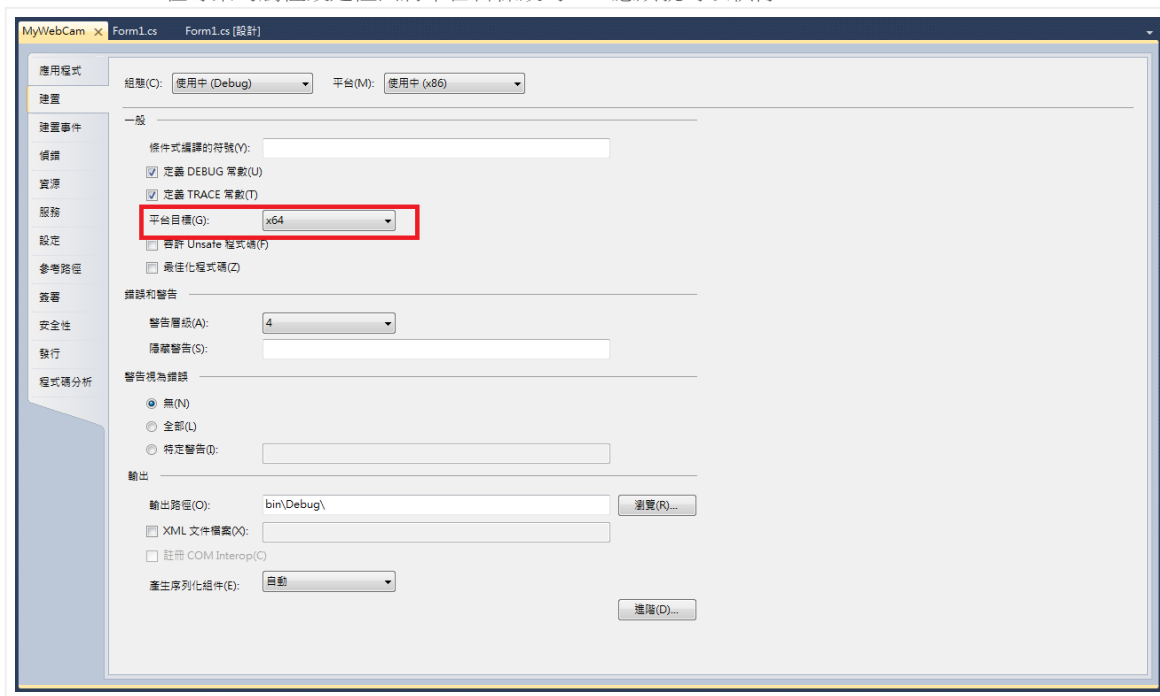 MyWebCam Form1.cs Form1.cs [設計]
應用程式
建置
建置事件
偵錯
資源
服務
設定
參考路徑
簽署
安全性
發行
程式碼分析
組態(C): 使用中 (Debug) 平台(M): 使用中 (x86)
一般
條件式編譯的符號(Y):
定義 DEBUG 常數(U)
定義 TRACE 常數(T)
平台目標(G): x64
容許 Unsafe 程式碼(F)
最佳化程式碼(Z)
錯誤和警告
警告層級(A): 4
隱藏警告(S):
警告視為錯誤
無(N)
全部(L)
特定警告(I):
輸出
輸出路徑(O): bin\Debug\ 瀏覽(R)...
XML 文件檔案(X):
註冊 COM Interop(C)
產生序列化組件(E): 自動
進階(D)...